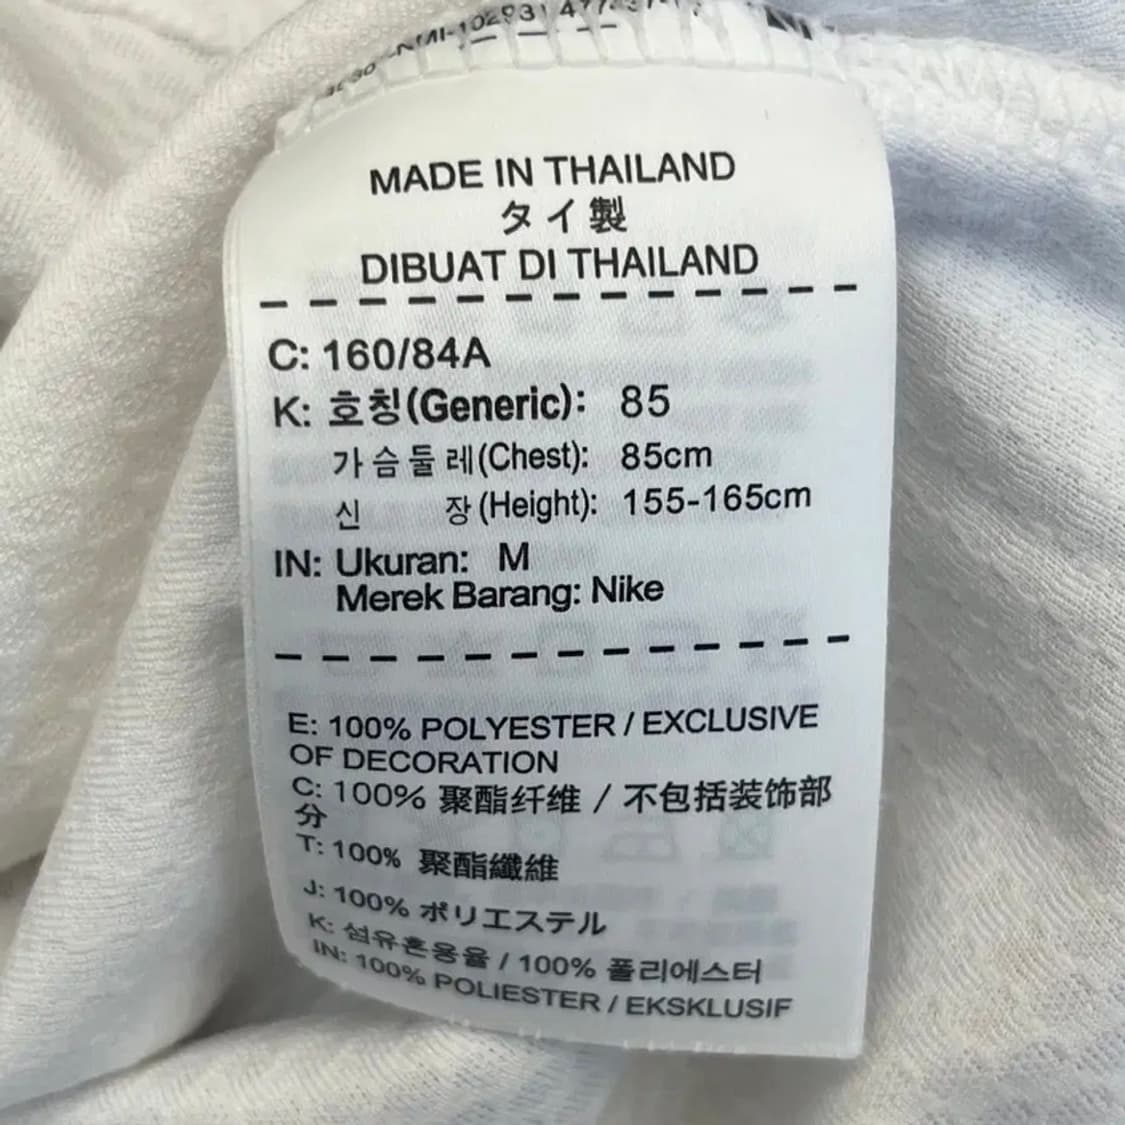 MADE IN THAILAND
タイ製
DIBUAT DI THAILAND
C: 160/84A
K: 호칭(Generic): 85
가슴둘레(Chest): 85cm
신 장(Height): 155-165cm
IN: Ukuran: M
Merek Barang: Nike
E: 100% POLYESTER / EXCLUSIVE
OF DECORATION
C: 100% 聚酯纤维 / 不包括装饰部
分
T: 100% 聚酯纖維
J: 100% ポリエステル
K: 섬유혼용율 / 100% 폴리에스터
IN: 100% POLIESTER / EKSKLUSIF